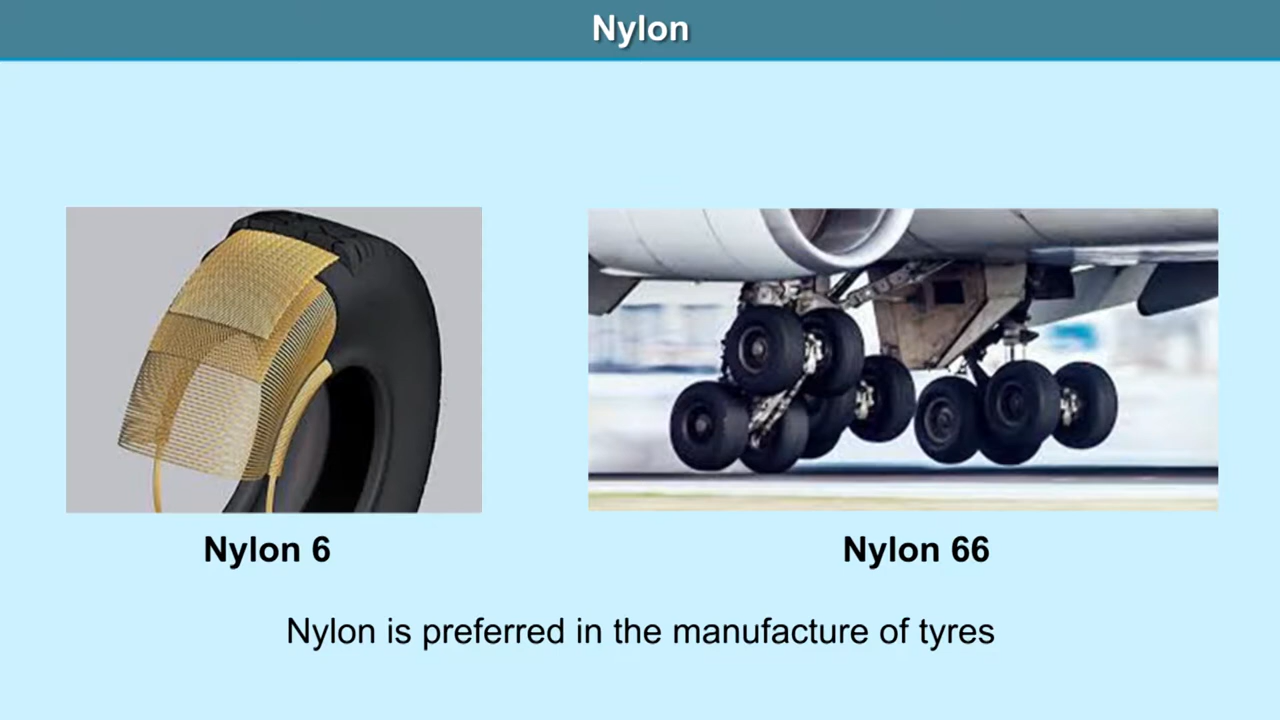 Nylon
Nylon 6
Nylon 66
Nylon is preferred in the manufacture of tyres